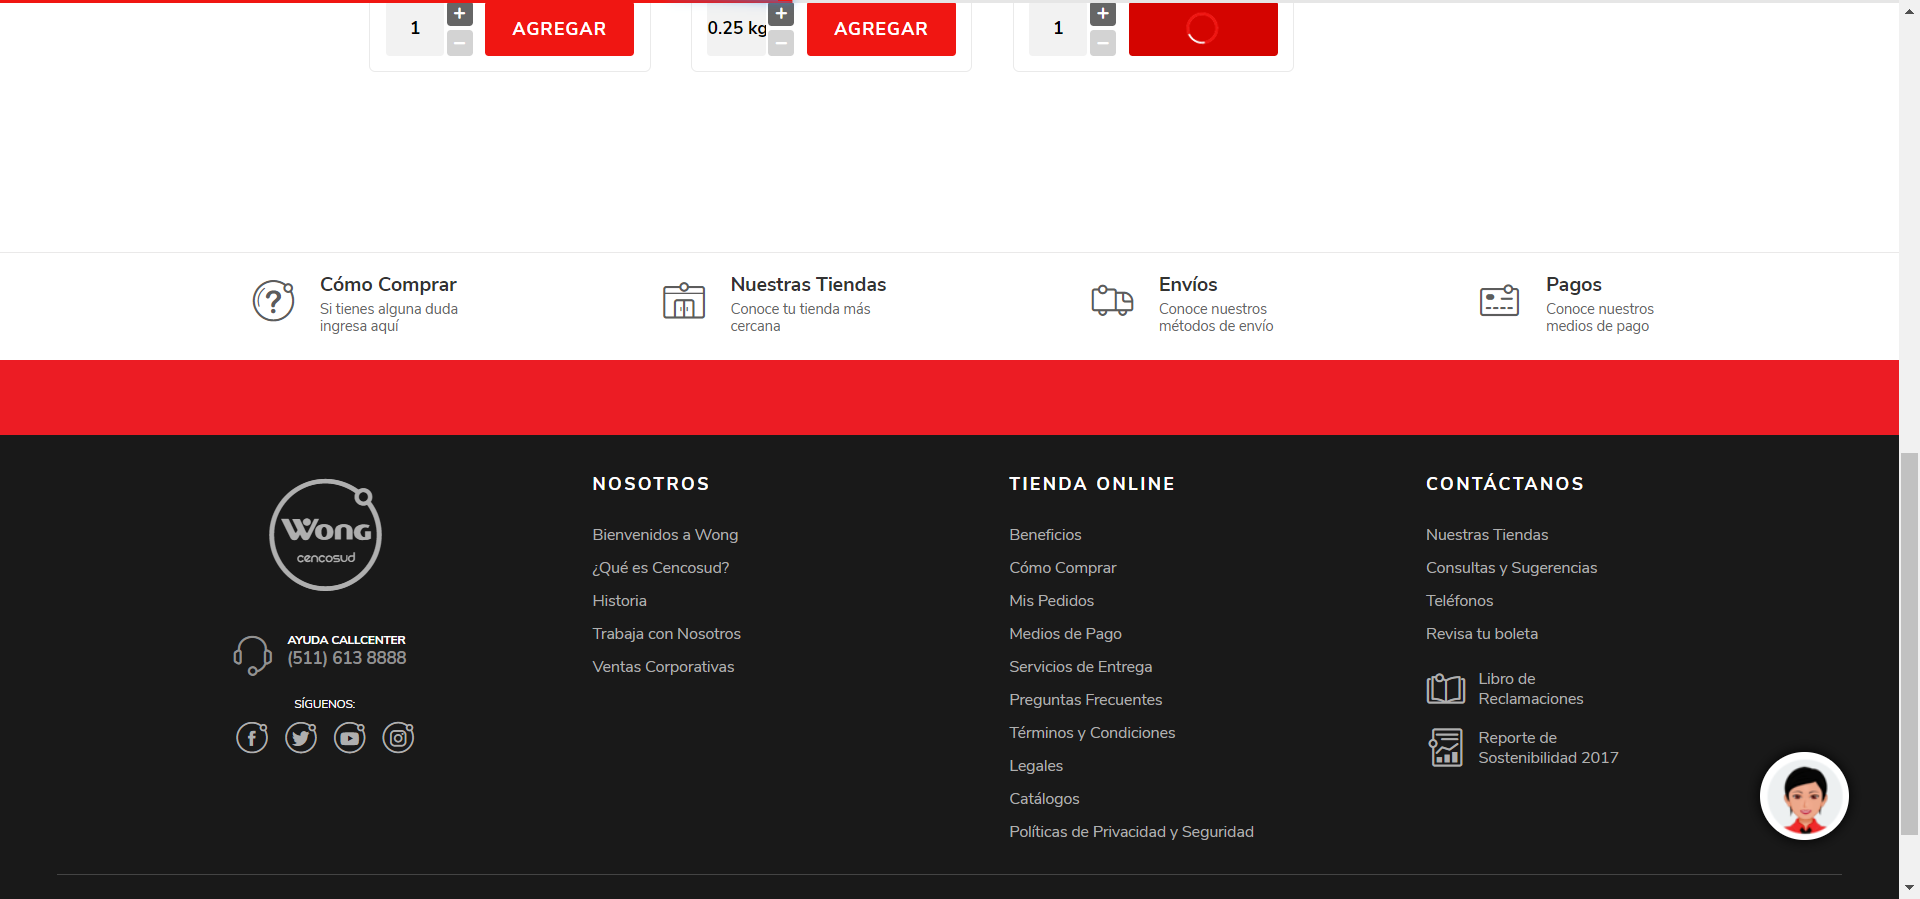 1
+
−
AGREGAR
0.25 kg
+
−
AGREGAR
1
+
−
Cómo Comprar
Si tienes alguna duda
ingresa aquí
Nuestras Tiendas
Conoce tu tienda más
cercana
Envíos
Conoce nuestros
métodos de envío
Pagos
Conoce nuestros
medios de pago
Wong
cencosud
AYUDA CALLCENTER
(511) 613 8888
SÍGUENOS:
NOSOTROS
Bienvenidos a Wong
¿Qué es Cencosud?
Historia
Trabaja con Nosotros
Ventas Corporativas
TIENDA ONLINE
Beneficios
Cómo Comprar
Mis Pedidos
Medios de Pago
Servicios de Entrega
Preguntas Frecuentes
Términos y Condiciones
Legales
Catálogos
Políticas de Privacidad y Seguridad
CONTÁCTANOS
Nuestras Tiendas
Consultas y Sugerencias
Teléfonos
Revisa tu boleta
Libro de
Reclamaciones
Reporte de
Sostenibilidad 2017